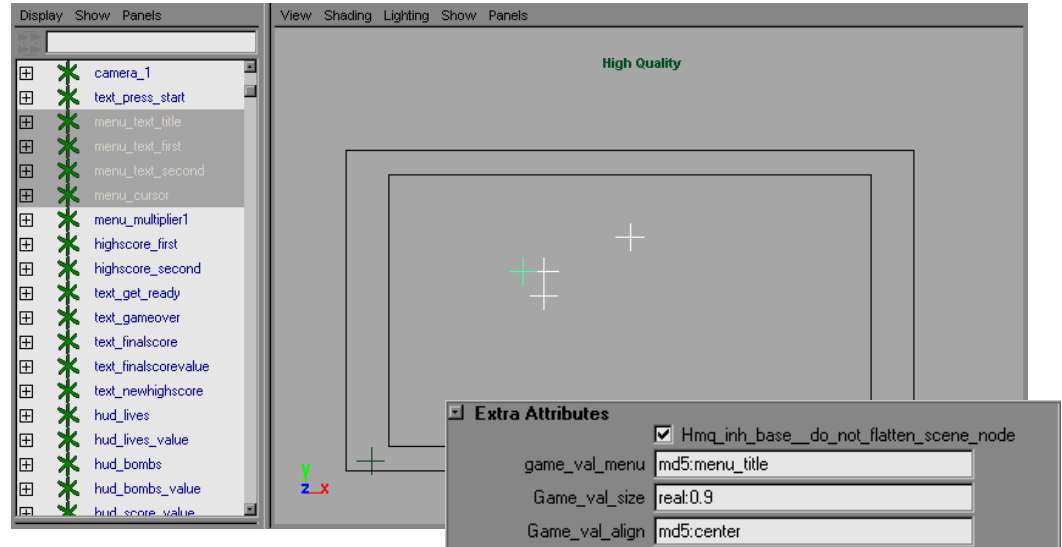 Display Show Panels
View Shading Lighting Show Panels
High Quality
camera_1
text_press_start
menu_text_title
menu_text_first
menu_text_second
menu_cursor
menu_multiplier1
highscore_first
highscore_second
text_get_ready
text_gameover
text_finalscore
text_finalscorevalue
text_newhighscore
hud_lives
hud_lives_value
hud_bombs
hud_bombs_value
hud_score_value
y
z x
Extra Attributes
Hmq_inh_base__do_not_flatten_scene_node
game_val_menu md5:menu_title
Game_val_size real:0.9
Game_val_align md5:center